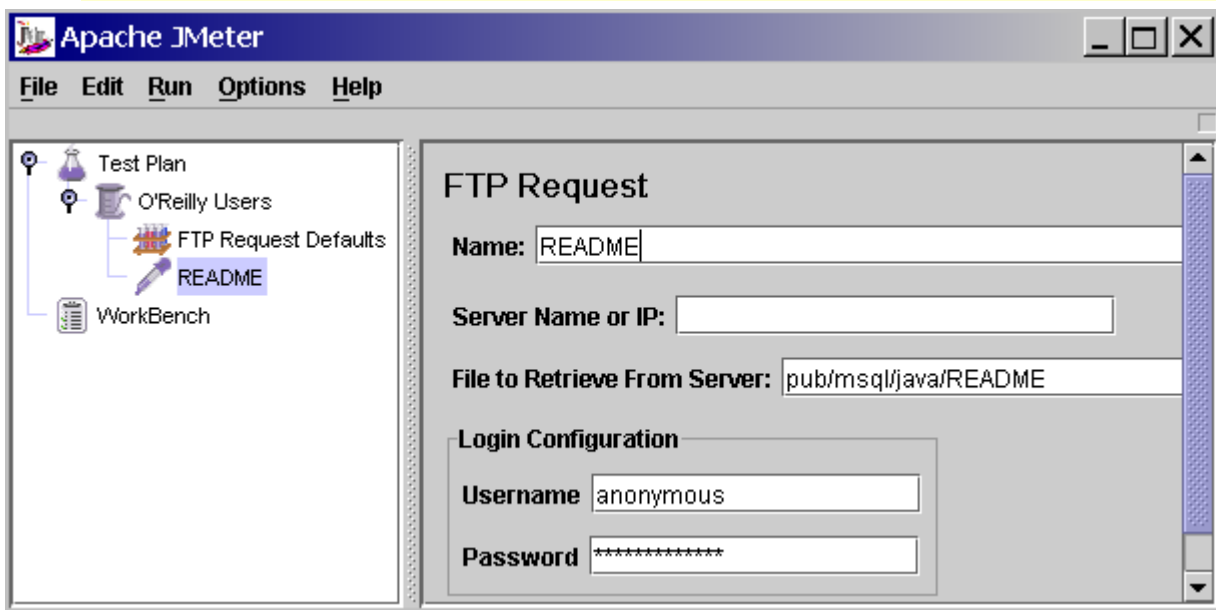 Apache JMeter
File Edit Run Options Help
Test Plan
O'Reilly Users
FTP Request Defaults
README
WorkBench
FTP Request
Name: README
Server Name or IP:
File to Retrieve From Server: pub/msql/java/README
Login Configuration
Username anonymous
Password *************